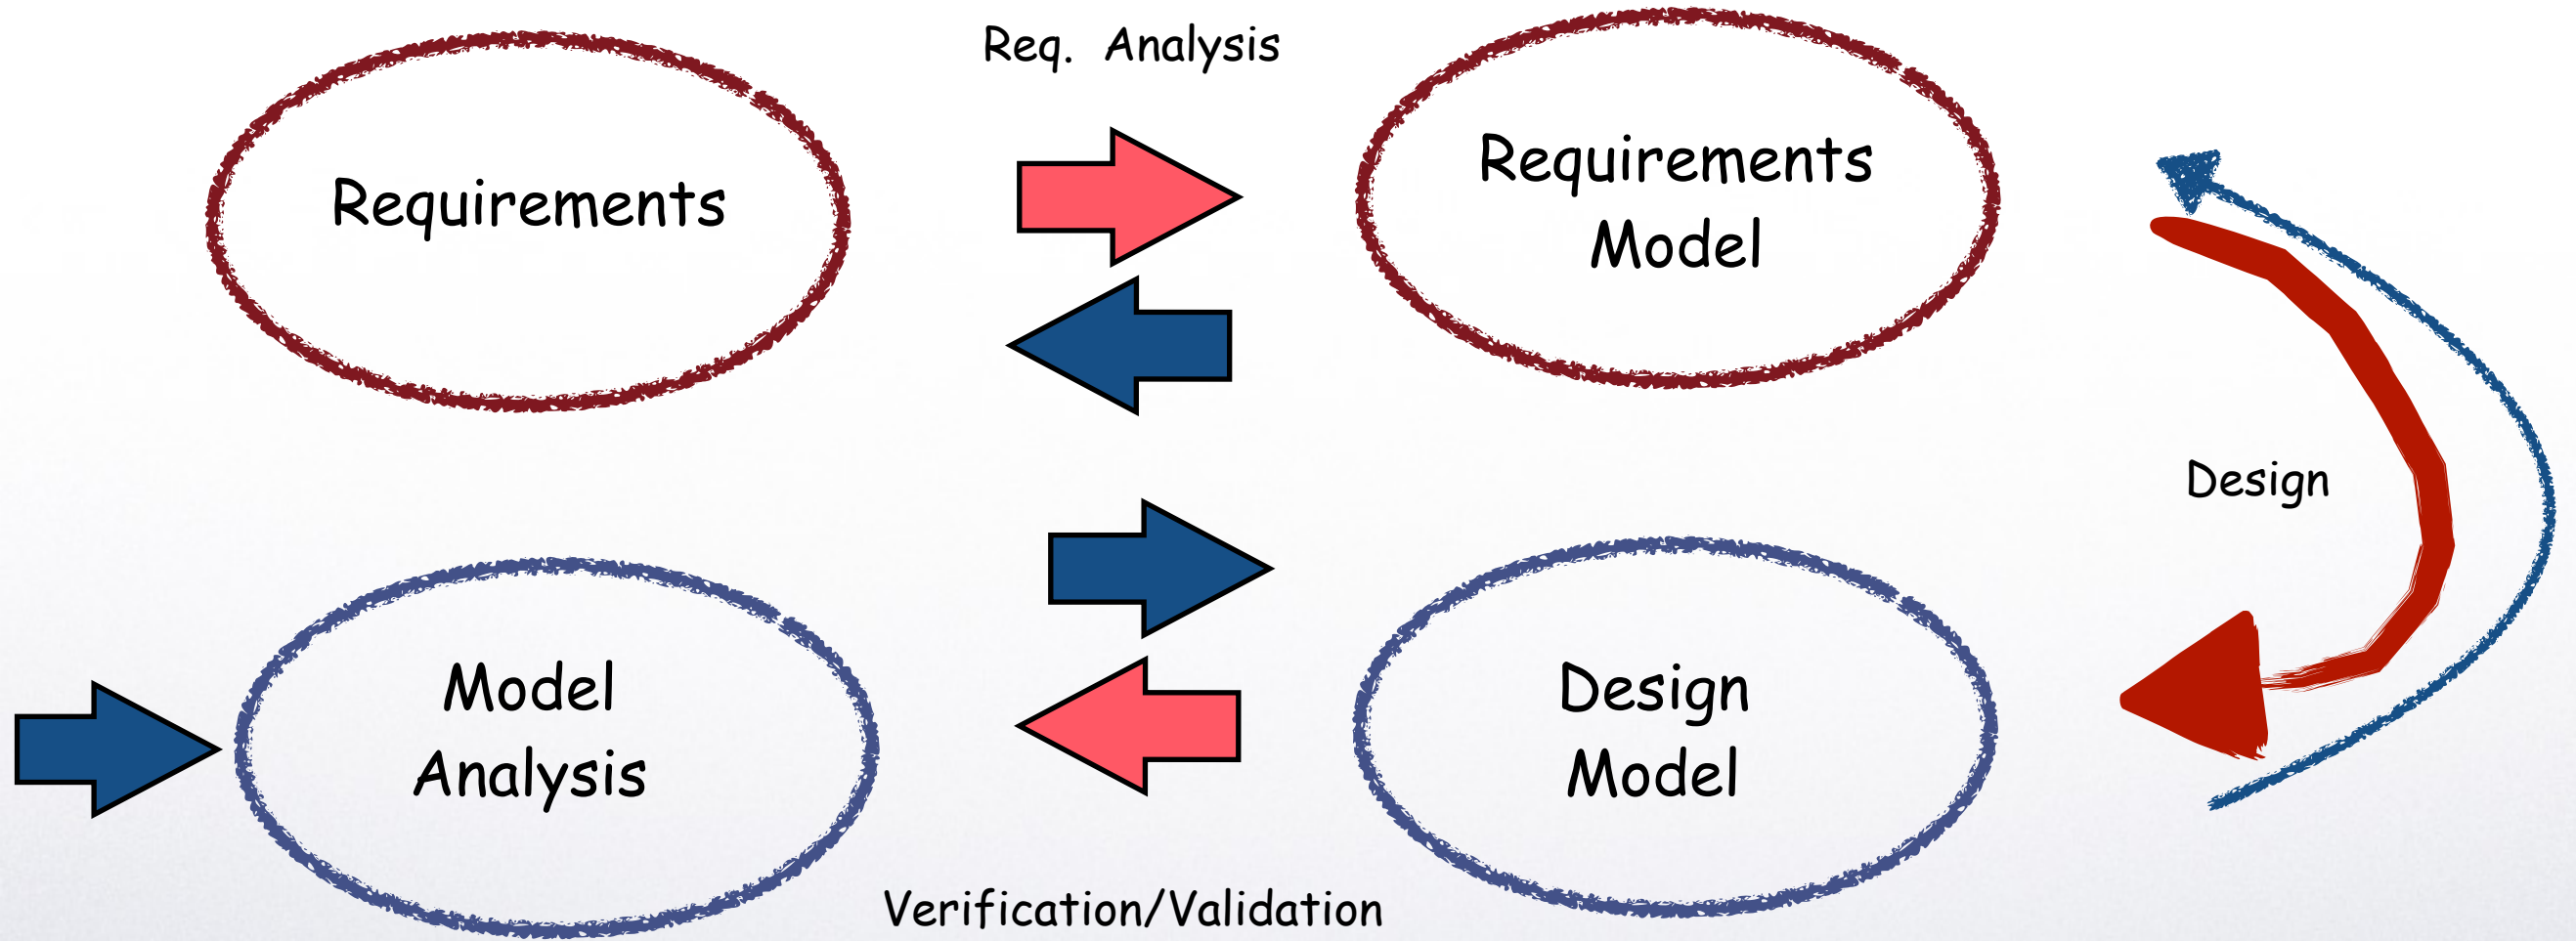 Req. Analysis
Requirements
Requirements
Model
Design
Model
Analysis
Design
Model
Verification/Validation